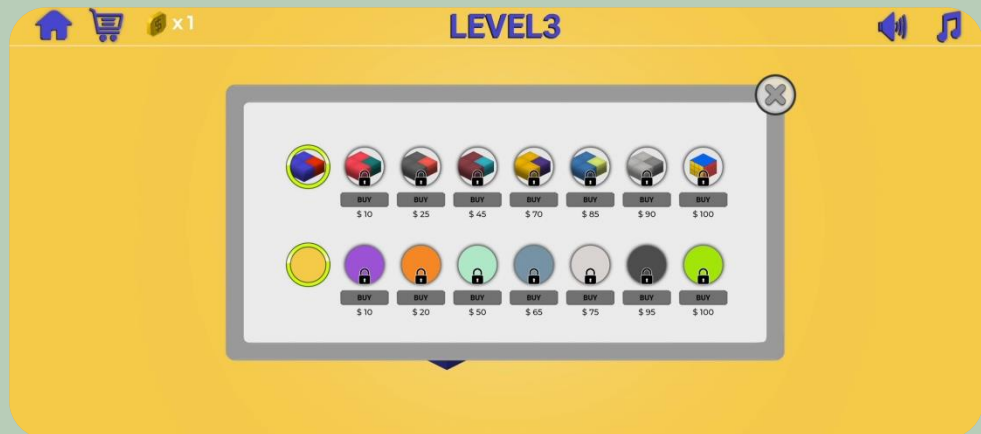 x1
LEVEL3
BUY BUY BUY BUY BUY BUY BUY
$ 10 $ 25 $ 45 $ 70 $ 85 $ 90 $ 100
BUY BUY BUY BUY BUY BUY BUY
$ 10 $ 20 $ 50 $ 65 $ 75 $ 95 $ 100